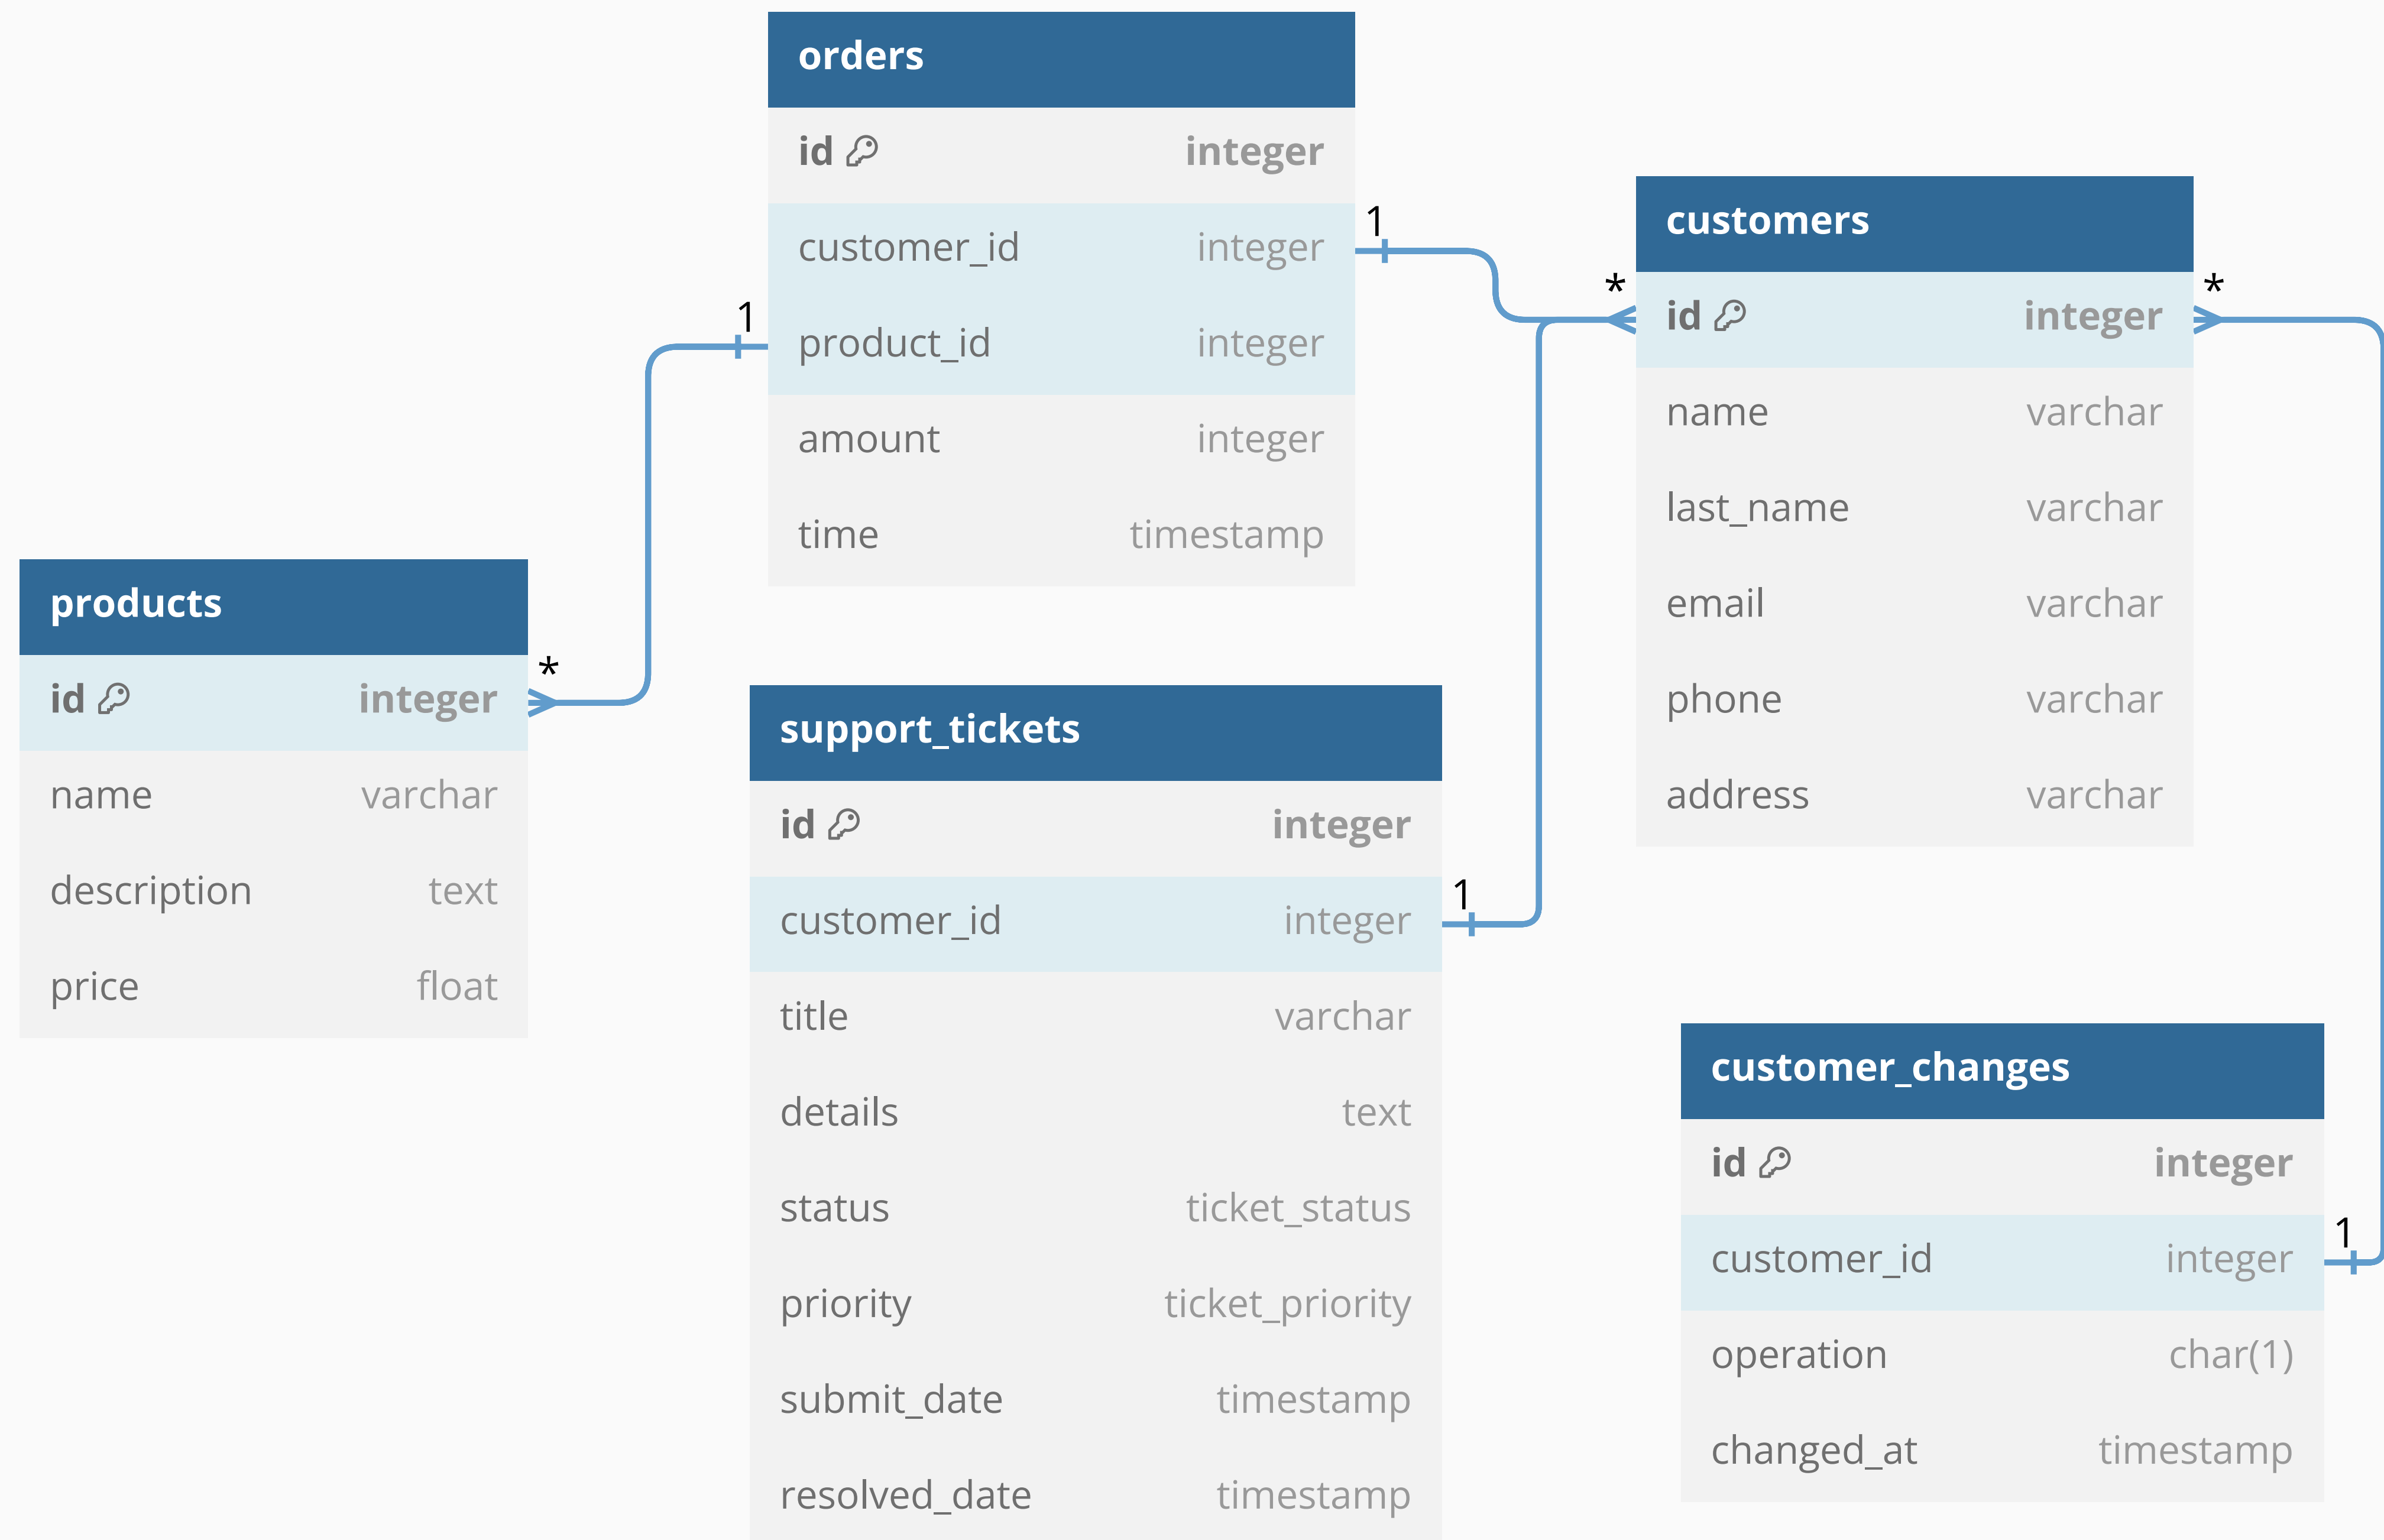 orders
id integer
customer_id integer
product_id integer
amount integer
time timestamp
1
1
customers
id integer
name varchar
last_name varchar
email varchar
phone varchar
address varchar
*
*
products
id integer
name varchar
description text
price float
*
support_tickets
id integer
customer_id integer
title varchar
details text
status ticket_status
priority ticket_priority
submit_date timestamp
resolved_date timestamp
1
customer_changes
id integer
customer_id integer
operation char(1)
changed_at timestamp
1